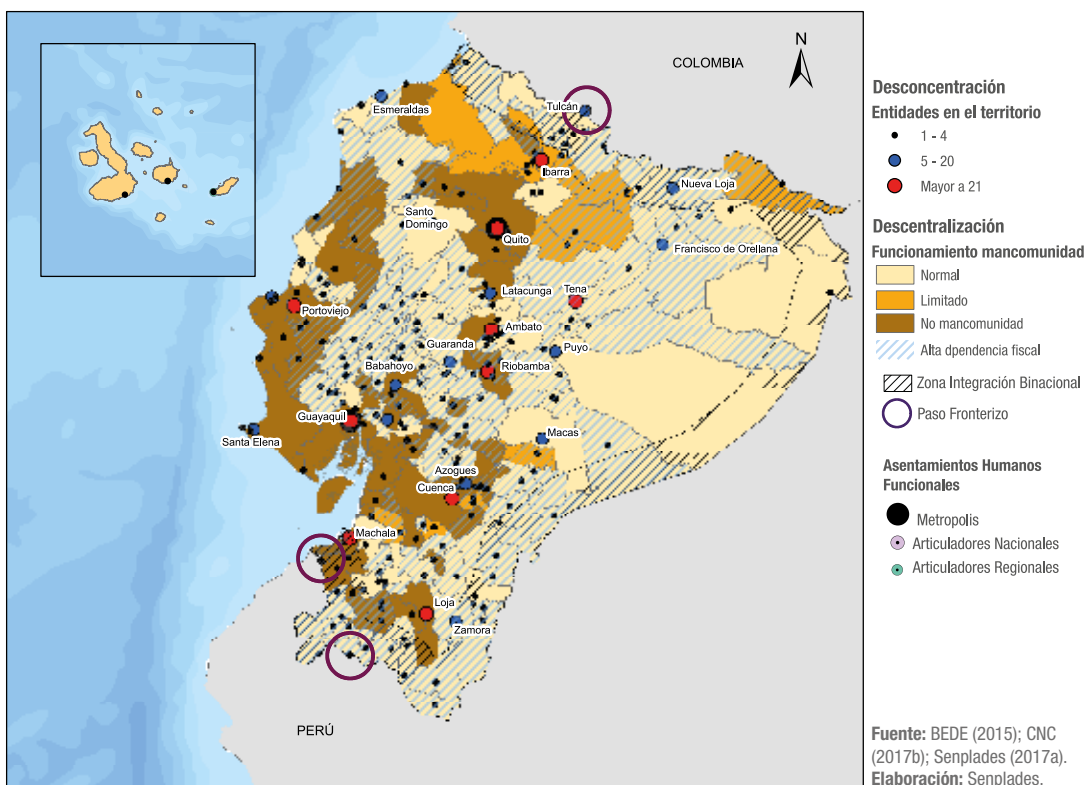 COLOMBIA
N
Tulcán
Esmeraldas
Ibarra
Nueva Loja
Santo
Domingo
Quito
Francisco de Orellana
Latacunga
Tena
Portoviejo
Ambato
Guaranda
Puyo
Babahoyo
Riobamba
Guayaquil
Santa Elena
Macas
Azogues
Cuenca
Machala
Loja
Zamora
PERÚ
Desconcentración
Entidades en el territorio
1 - 4
5 - 20
Mayor a 21
Descentralización
Funcionamiento mancomunidad
Normal
Limitado
No mancomunidad
Alta dpendencia fiscal
Zona Integración Binacional
Paso Fronterizo
Asentamientos Humanos
Funcionales
Metropolis
Articuladores Nacionales
Articuladores Regionales
Fuente: BEDE (2015); CNC
(2017b); Senplades (2017a).
Elaboración: Senplades.